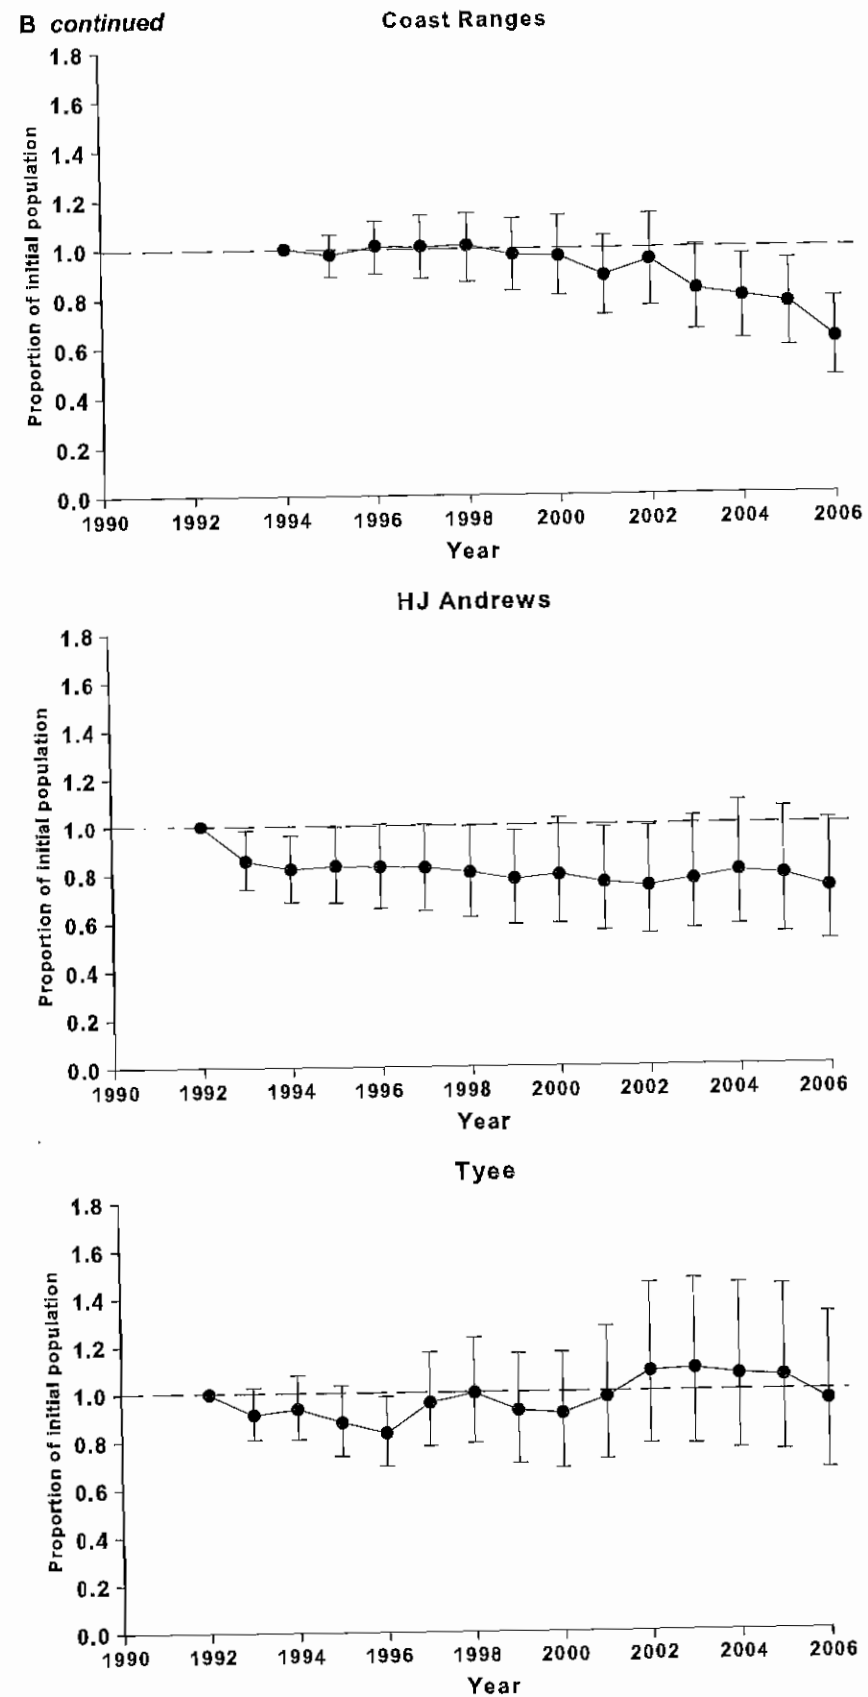 B continued
Coast Ranges
Proportion of initial population
1.8
1.6
1.4
1.2
1.0
0.8
0.6
0.4
0.2
0.0
1990 1992 1994 1996 1998 2000 2002 2004 2006
Year
HJ Andrews
Proportion of initial population
1.8
1.6
1.4
1.2
1.0
0.8
0.6
0.4
0.2
0.0
1990 1992 1994 1996 1998 2000 2002 2004 2006
Year
Tyee
Proportion of initial population
1.8
1.6
1.4
1.2
1.0
0.8
0.6
0.4
0.2
0.0
1990 1992 1994 1996 1998 2000 2002 2004 2006
Year